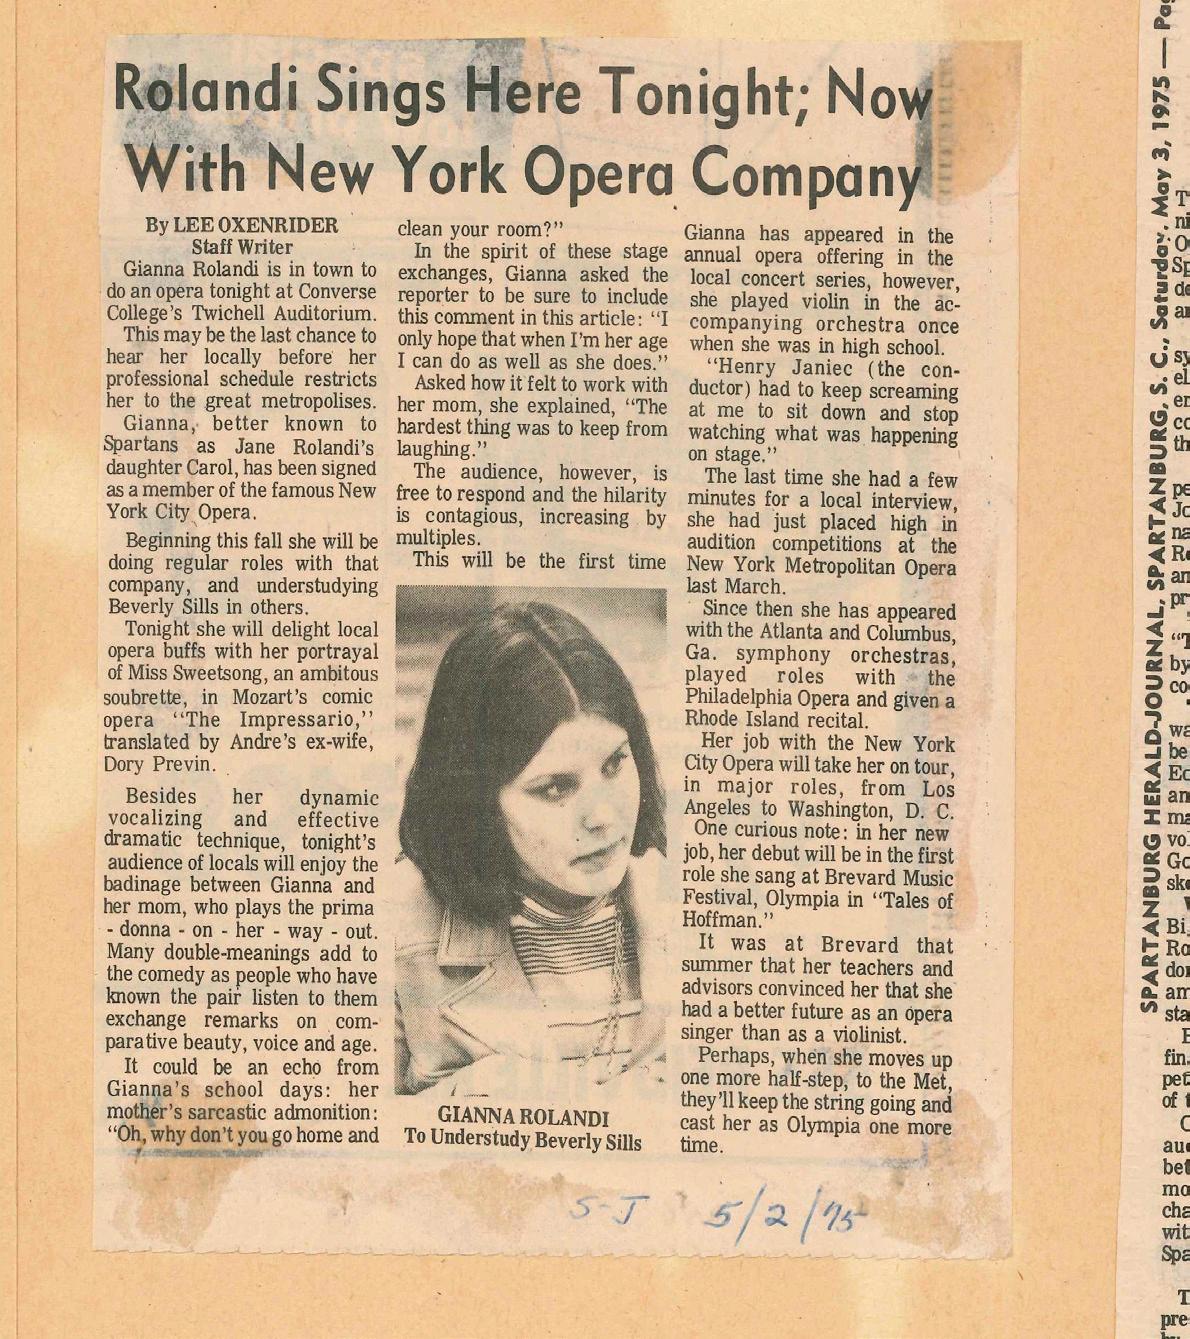 Rolandi Sings Here Tonight; Now
With New York Opera Company
By LEE OXENRIDER
Staff Writer
Gianna Rolandi is in town to
do an opera tonight at Converse
College's Twichell Auditorium.
This may be the last chance to
hear her locally before her
professional schedule restricts
her to the great metropolises.
Gianna, better known to
Spartans as Jane Rolandi's
daughter Carol, has been signed
as a member of the famous New
York City Opera.
Beginning this fall she will be
doing regular roles with that
company, and understudying
Beverly Sills in others.
Tonight she will delight local
opera buffs with her portrayal
of Miss Sweetsong, an ambitous
soubrette, in Mozart's comic
opera "The Impressario,"
translated by Andre's ex-wife,
Dory Previn.
Besides her dynamic
vocalizing and effective
dramatic technique, tonight's
audience of locals will enjoy the
badinage between Gianna and
her mom, who plays the prima
- donna - on - her - way - out.
Many double-meanings add to
the comedy as people who have
known the pair listen to them
exchange remarks on com-
parative beauty, voice and age.
It could be an echo from
Gianna's school days: her
mother's sarcastic admonition:
"Oh, why don't you go home and
clean your room?"
In the spirit of these stage
exchanges, Gianna asked the
reporter to be sure to include
this comment in this article: "I
only hope that when I'm her age
I can do as well as she does."
Asked how it felt to work with
her mom, she explained, "The
hardest thing was to keep from
laughing."
The audience, however, is
free to respond and the hilarity
is contagious, increasing by
multiples.
This will be the first time
GIANNA ROLANDI
To Understudy Beverly Sills
Gianna has appeared in the
annual opera offering in the
local concert series, however,
she played violin in the ac-
companying orchestra once
when she was in high school.
"Henry Janiec (the con-
ductor) had to keep screaming
at me to sit down and stop
watching what was happening
on stage."
The last time she had a few
minutes for a local interview,
she had just placed high in
audition competitions at the
New York Metropolitan Opera
last March.
Since then she has appeared
with the Atlanta and Columbus,
Ga. symphony orchestras,
played roles with the
Philadelphia Opera and given a
Rhode Island recital.
Her job with the New York
City Opera will take her on tour,
in major roles, from Los
Angeles to Washington, D. C.
One curious note: in her new
job, her debut will be in the first
role she sang at Brevard Music
Festival, Olympia in "Tales of
Hoffman."
It was at Brevard that
summer that her teachers and
advisors convinced her that she
had a better future as an opera
singer than as a violinist.
Perhaps, when she moves up
one more half-step, to the Met,
they'll keep the string going and
cast her as Olympia one more
time.
S-J 5/2/75
SPARTANBURG HERALD-JOURNAL, SPARTANBURG, S. C., Saturday, May 3, 1975 —